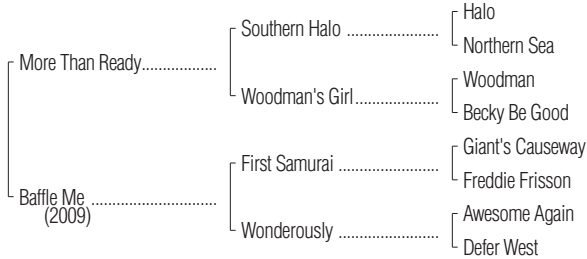 Halo
Southern Halo ....................
Northern Sea
More Than Ready................
Woodman
Woodman's Girl..................
Becky Be Good
Giant's Causeway
First Samurai ......................
Freddie Frisson
Baffle Me ...........................
(2009)
Awesome Again
Wonderously ......................
Defer West